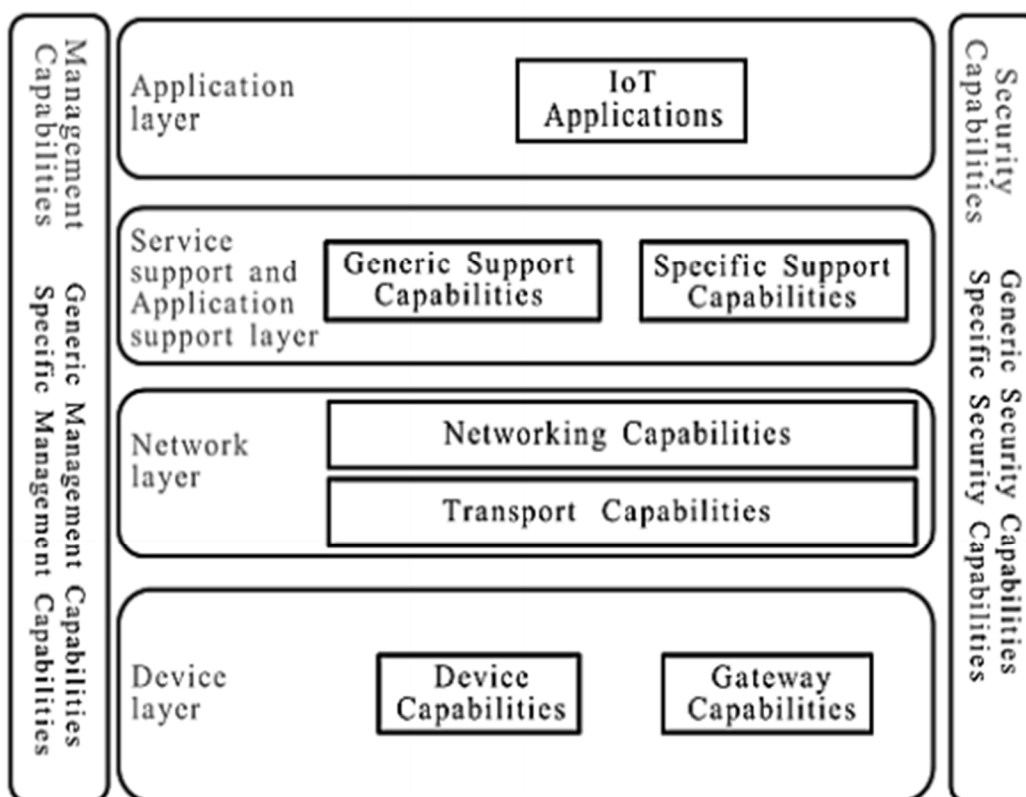 Management
Capabilities
Generic Management Capabilities
Specific Management Capabilities
Application
layer
IoT
Applications
Service
support and
Application
support layer
Generic Support
Capabilities
Specific Support
Capabilities
Network
layer
Networking Capabilities
Transport Capabilities
Device
layer
Device
Capabilities
Gateway
Capabilities
Security
Capabilities
Generic Security Capabilities
Specific Security Capabilities